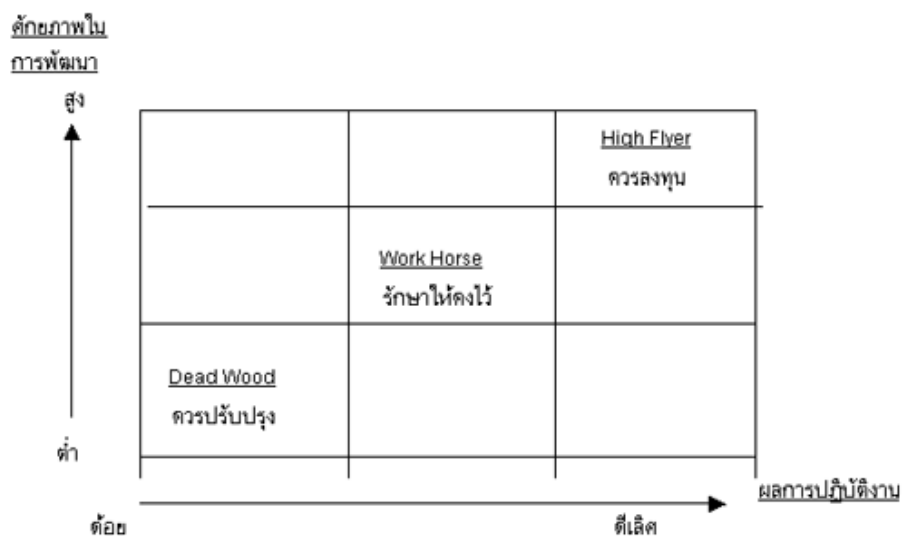 ศักยภาพใน
การพัฒนา
สูง
High Flyer
ควรลงทุน
Work Horse
รักษาให้คงไว้
Dead Wood
ควรปรับปรุง
ต่ำ
ผลการปฏิบัติงาน
ด้อย
ดีเลิศ